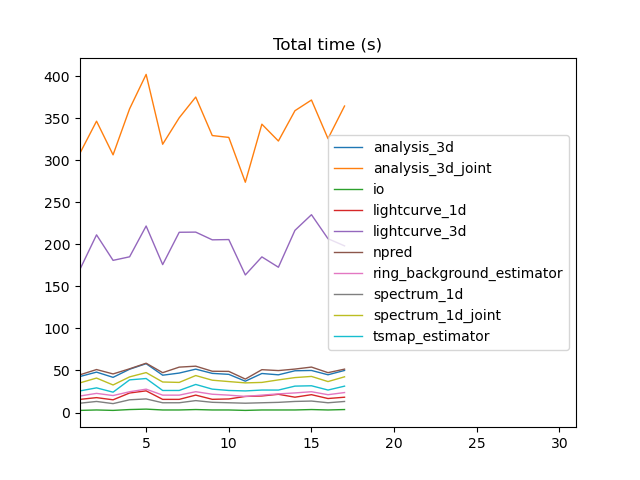 Total time (s)
400
350
300
250
200
150
100
50
0
5
10
15
20
25
30
analysis_3d
analysis_3d_joint
io
lightcurve_1d
lightcurve_3d
npred
ring_background_estimator
spectrum_1d
spectrum_1d_joint
tsmap_estimator